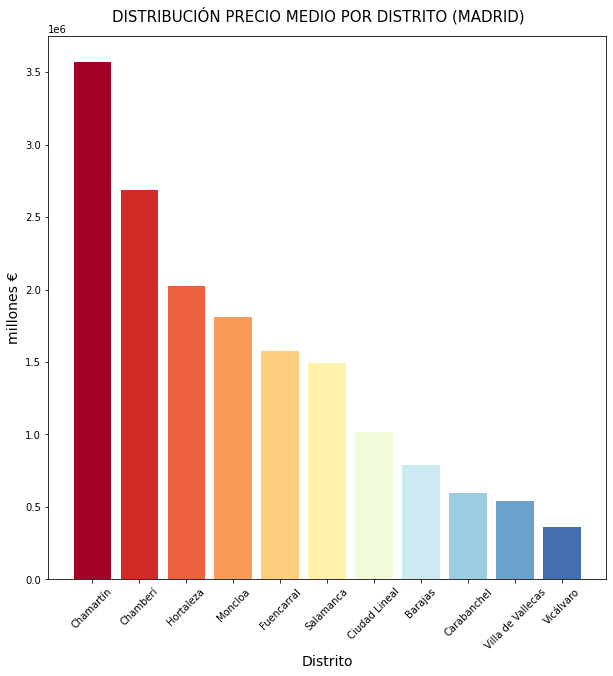 DISTRIBUCIÓN PRECIO MEDIO POR DISTRITO (MADRID)
1e6
3.5
3.0
2.5
2.0
1.5
1.0
0.5
0.0
millones €
Chamartín
Chamberí
Hortaleza
Moncloa
Fuencarral
Salamanca
Ciudad Lineal
Barajas
Carabanchel
Villa de Vallecas
Vicálvaro
Distrito